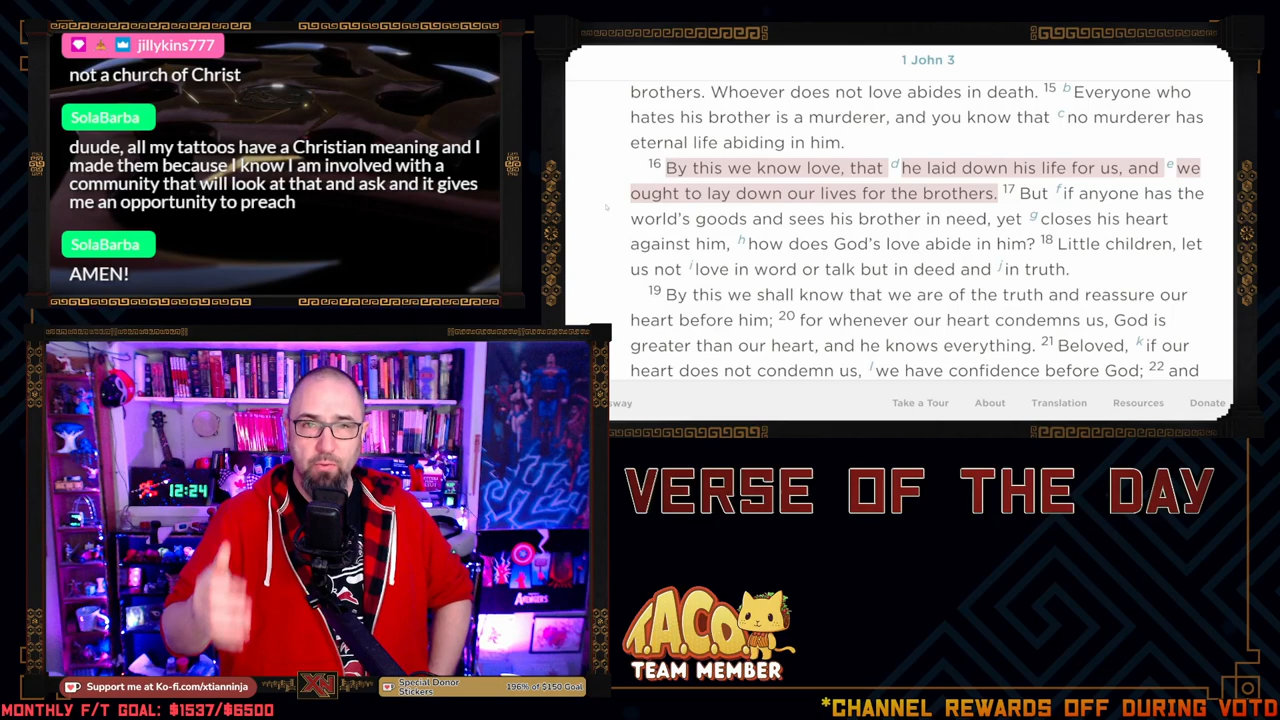 jillykins777
not a church of Christ
SolaBarba
duude, all my tattoos have a Christian meaning and I
made them because I know I am involved with a
community that will look at that and ask and it gives
me an opportunity to preach
SolaBarba
AMEN!
1 John 3
brothers. Whoever does not love abides in death. 15 b Everyone who
hates his brother is a murderer, and you know that c no murderer has
eternal life abiding in him.
16 By this we know love, that d he laid down his life for us, and e we
ought to lay down our lives for the brothers. 17 But f if anyone has the
world's goods and sees his brother in need, yet g closes his heart
against him, h how does God's love abide in him? 18 Little children, let
us not i love in word or talk but in deed and j in truth.
19 By this we shall know that we are of the truth and reassure our
heart before him; 20 for whenever our heart condemns us, God is
greater than our heart, and he knows everything. 21 Beloved, k if our
heart does not condemn us, l we have confidence before God; 22 and
way Take a Tour About Translation Resources Donate
12:24
AVENGERS
VERSE OF THE DAY
T.A.C.O.
TEAM MEMBER
Support me at Ko-fi.com/xtianninja
XN
Special Donor
Stickers
196% of $150 Goal
MONTHLY F/T GOAL: $1537/$6500
*CHANNEL REWARDS OFF DURING VOTD